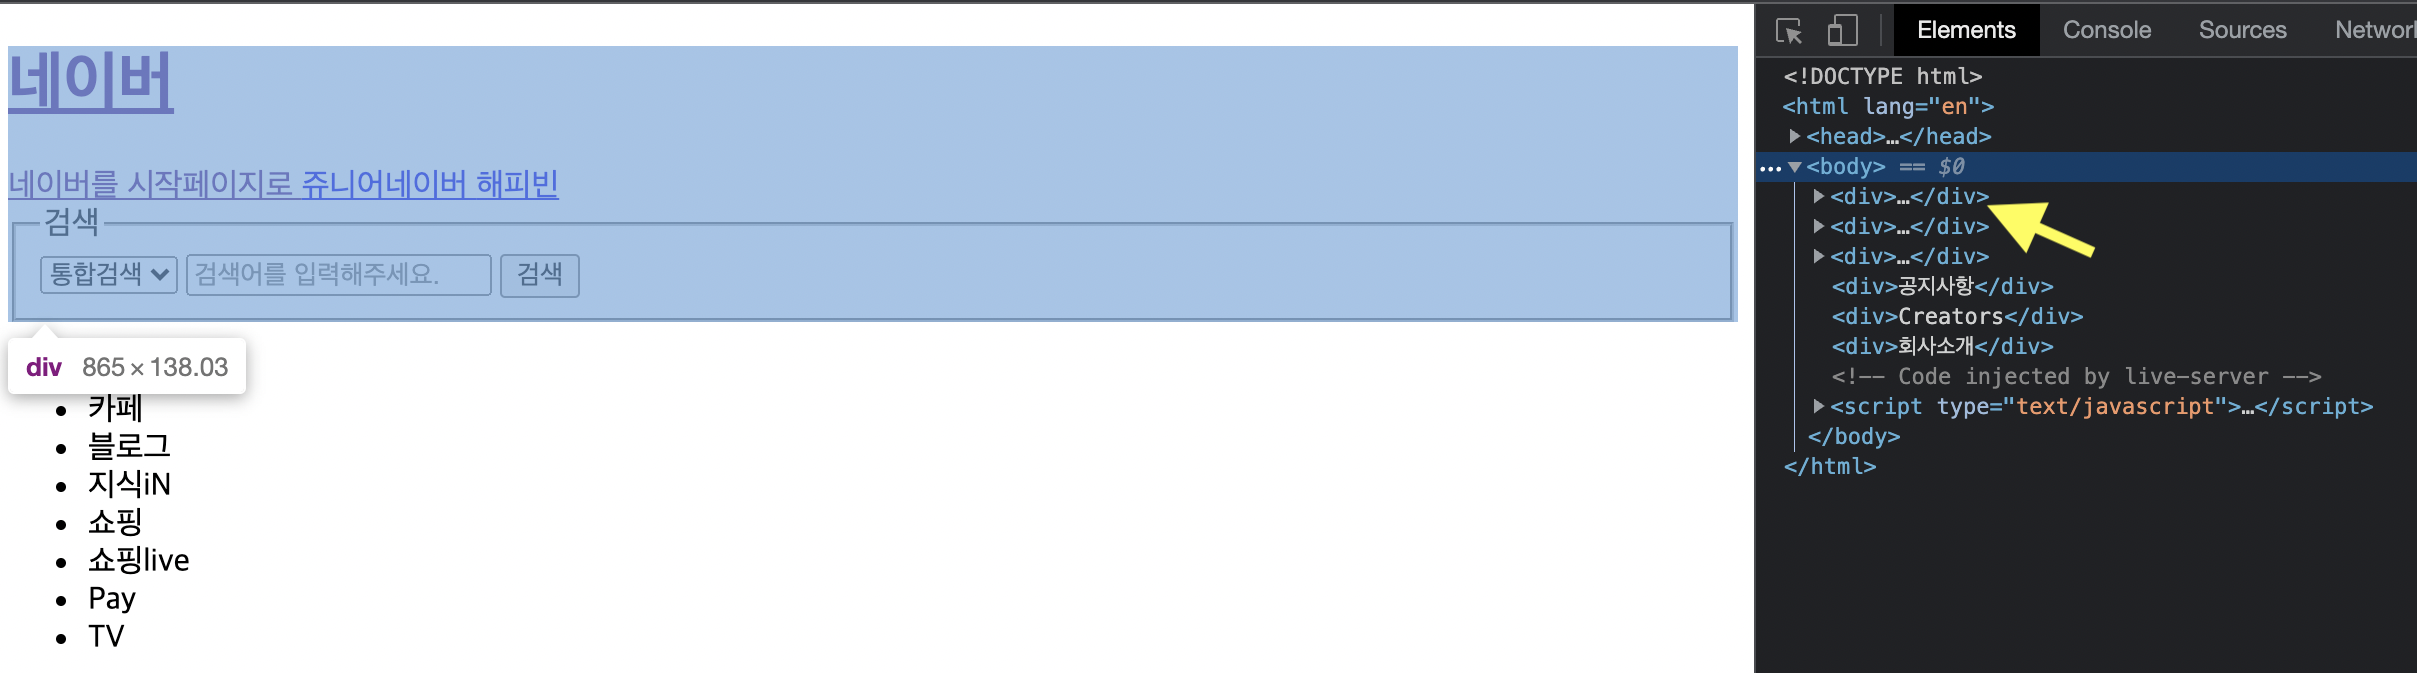 네이버
네이버를 시작페이지로 쥬니어네이버 해피빈
검색
통합검색 검색어를 입력해주세요. 검색
div 865 × 138.03
카페
블로그
지식iN
쇼핑
쇼핑live
Pay
TV
Elements Console Sources
<!DOCTYPE html>
<html lang="en">
<head>…</head>
… <body> == $0
<div>…</div>
<div>…</div>
<div>…</div>
<div>공지사항</div>
<div>Creators</div>
<div>회사소개</div>
<!-- Code injected by live-server -->
<script type="text/javascript">…</script>
</body>
</html>